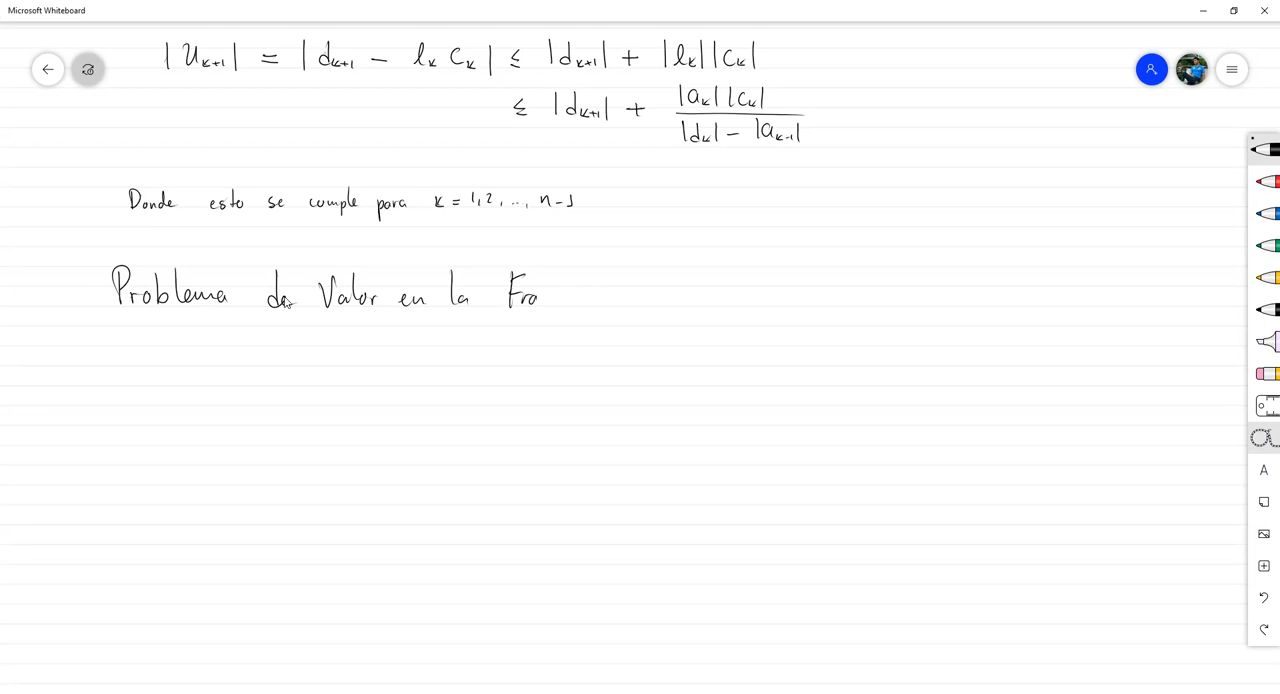 Microsoft Whiteboard
|u_{k+1}| = |d_{k+1} - l_k c_k| ≤ |d_{k+1}| + |l_k||c_k|
≤ |d_{k+1}| + |a_k||c_k| / (|d_k| - |a_{k-1}|)
Donde esto se cumple para k = 1, 2, ..., n-1
Problema de Valor en la Fro
A